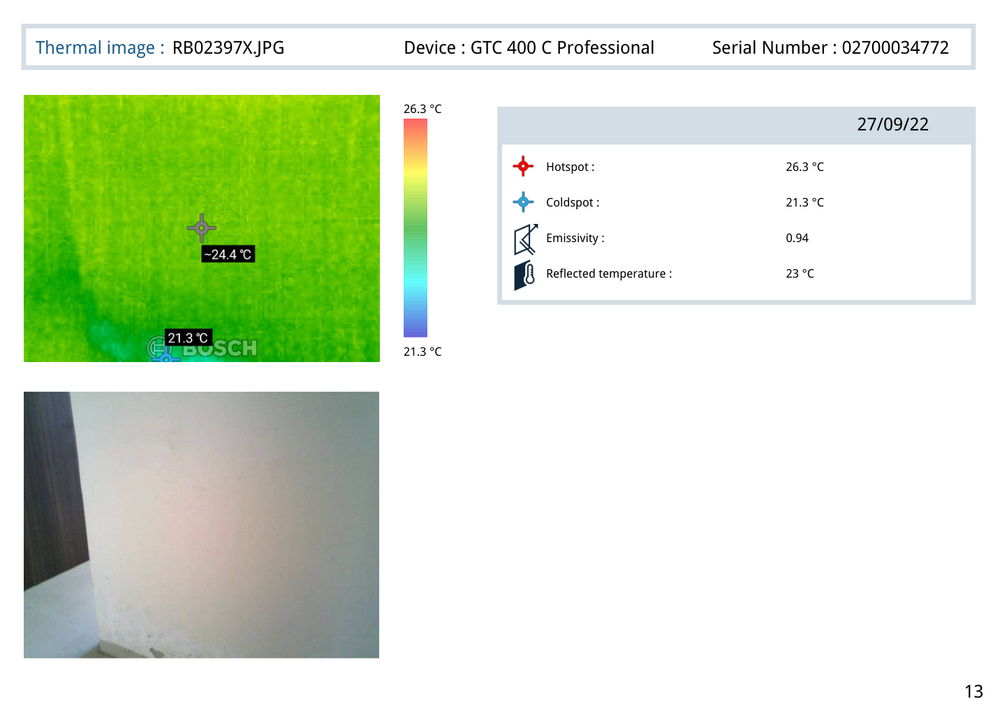 Thermal image : RB02397X.JPG Device : GTC 400 C Professional Serial Number : 02700034772
26.3 °C
27/09/22
Hotspot : 26.3 °C
Coldspot : 21.3 °C
Emissivity : 0.94
~24.4 °C
Reflected temperature : 23 °C
21.3 °C
BOSCH
21.3 °C
13